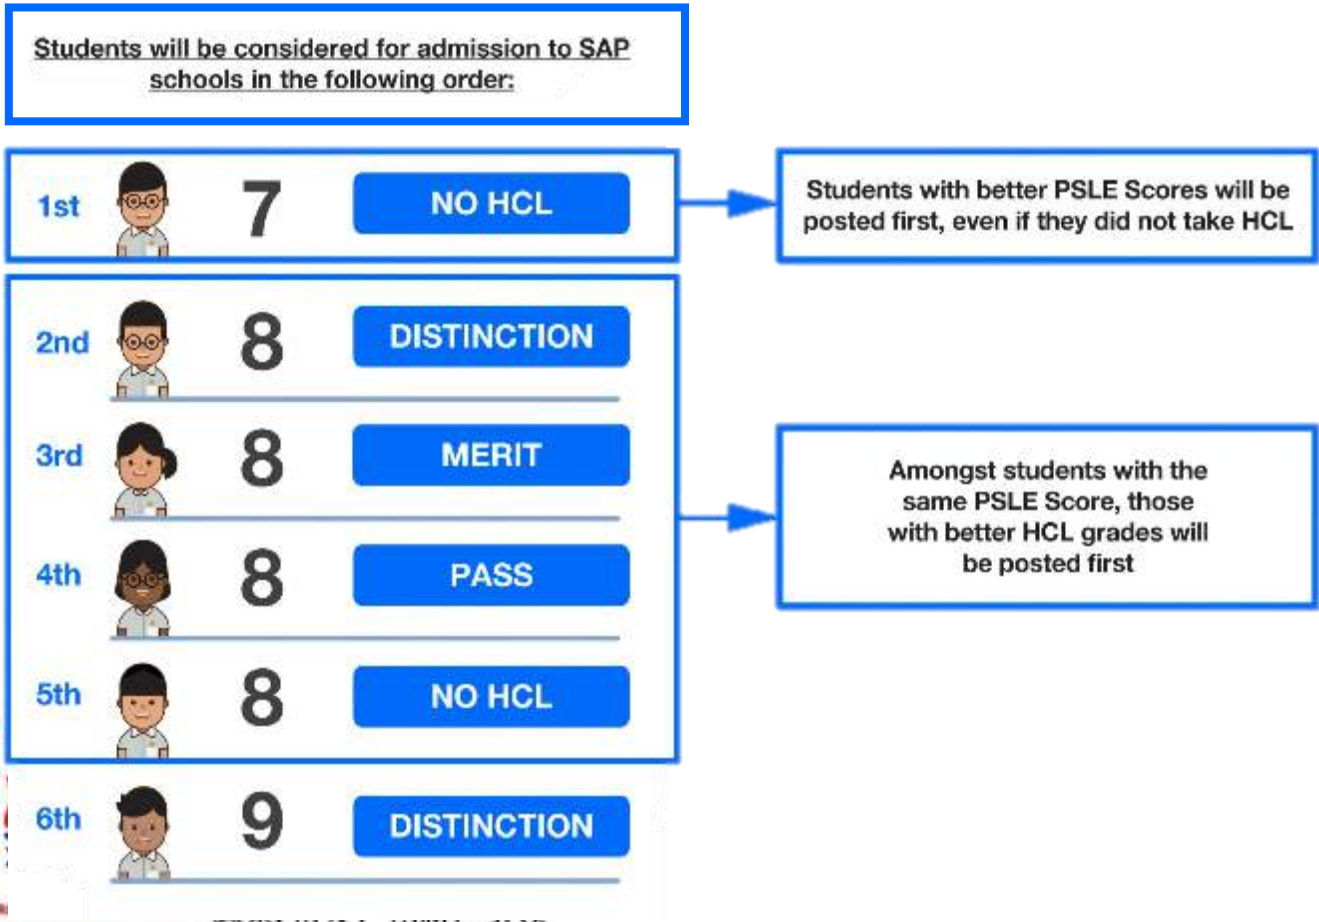 Students will be considered for admission to SAP
schools in the following order:
1st 7 NO HCL
Students with better PSLE Scores will be
posted first, even if they did not take HCL
2nd 8 DISTINCTION
3rd 8 MERIT
4th 8 PASS
5th 8 NO HCL
Amongst students with the
same PSLE Score, those
with better HCL grades will
be posted first
6th 9 DISTINCTION